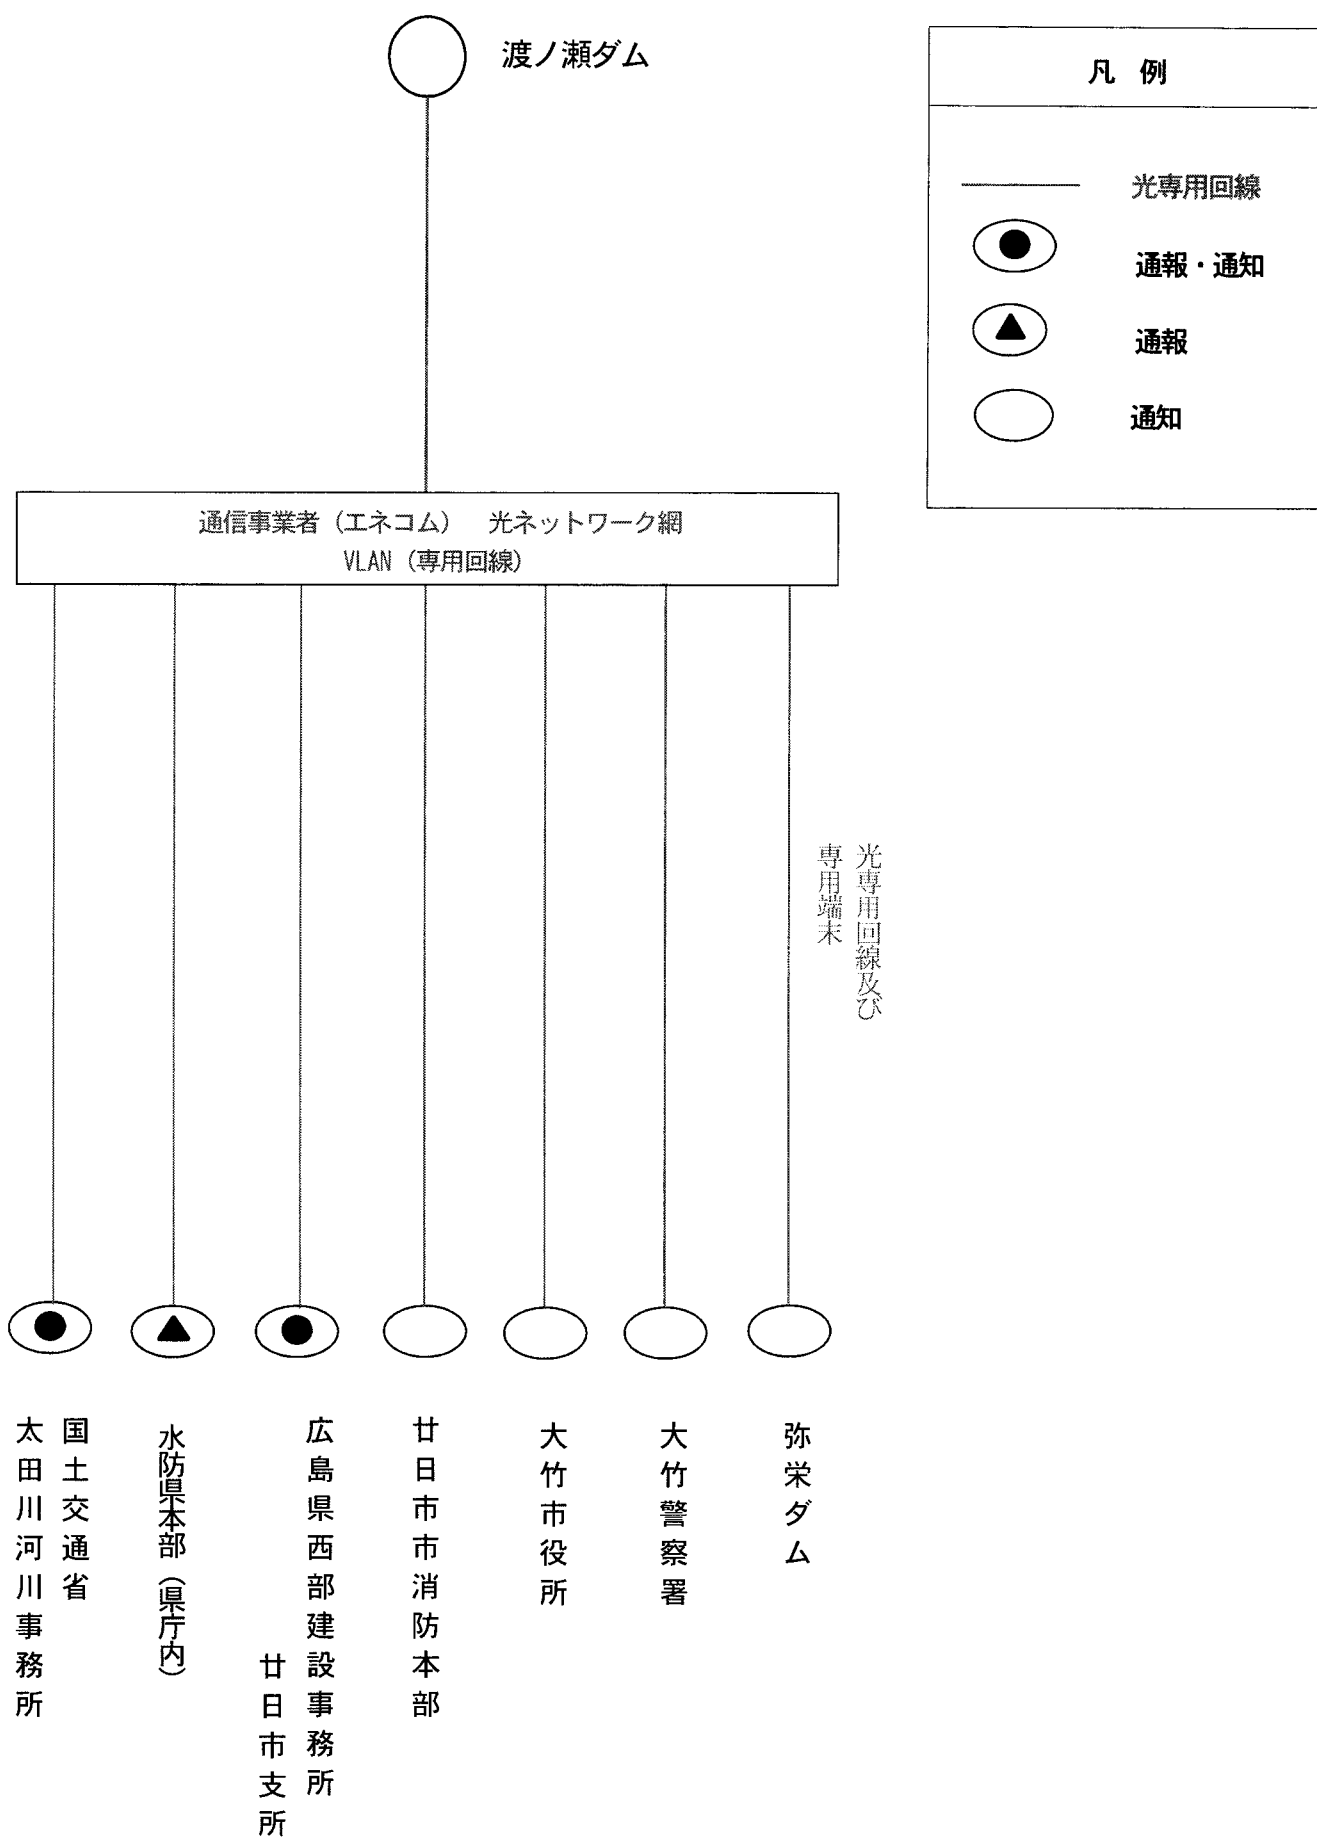 渡ノ瀬ダム
凡 例
光専用回線
通報・通知
通報
通知
通信事業者（エネコム）　光ネットワーク網
VLAN（専用回線）
光専用回線及び
専用端末
国土交通省
太田川河川事務所
水防県本部（県庁内）
広島県西部建設事務所
廿日市支所
廿日市市消防本部
大竹市役所
大竹警察署
弥栄ダム